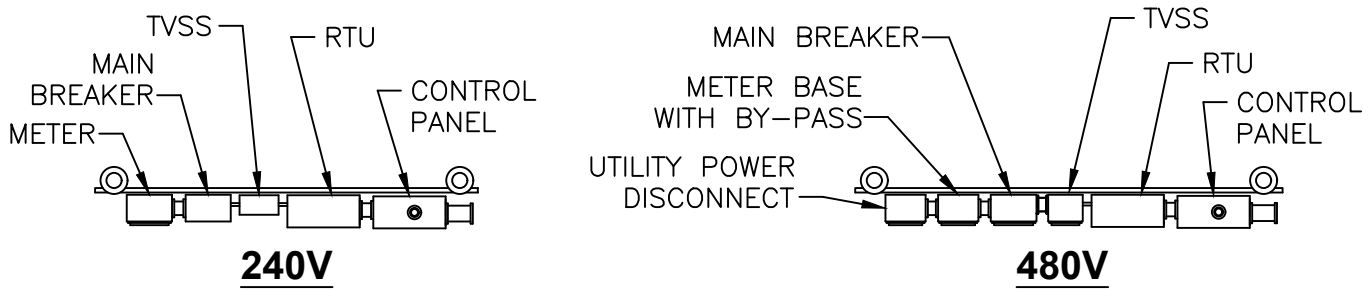 TVSS
RTU
MAIN
BREAKER
CONTROL
PANEL
METER
240V
TVSS
MAIN BREAKER
RTU
METER BASE
WITH BY-PASS
CONTROL
PANEL
UTILITY POWER
DISCONNECT
480V